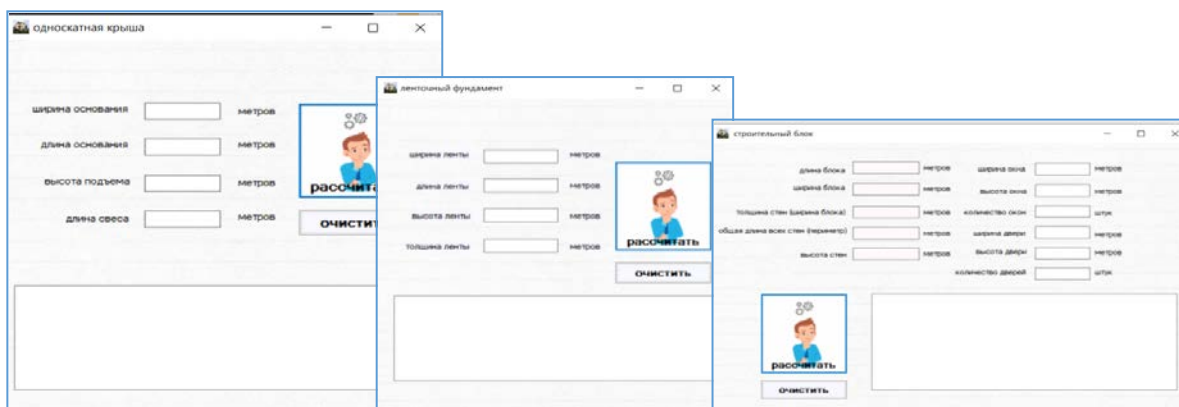 односкатная крыша
ширина основания метров
длина основания метров
высота подъема метров
длина свеса метров
рассчита
очистит
ленточный фундамент
ширина ленты метров
длина ленты метров
высота ленты метров
толщина ленты метров
рассчитать
очистить
строительный блок
длина блока метров ширина окна метров
ширина блока метров высота окна метров
толщина стен (ширина блока) метров количество окон штук
общая длина всех стен (периметр) метров ширина двери метров
высота стен метров высота двери метров
количество дверей штук
рассчитать
очистить